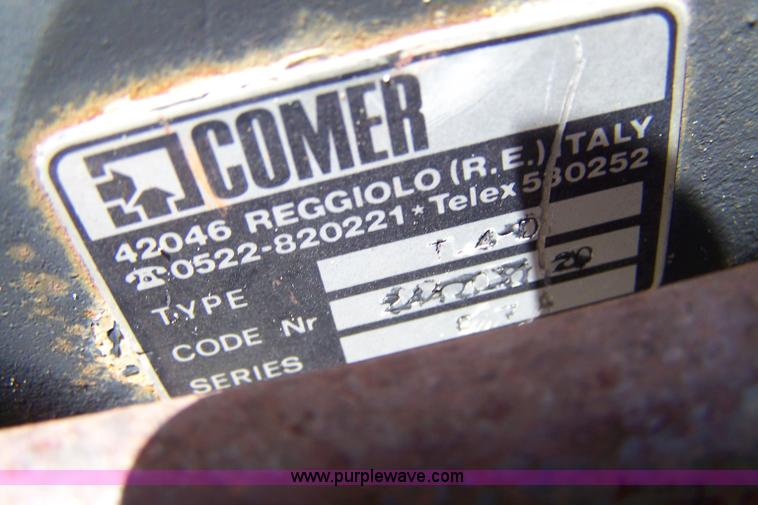 COMER
42046 REGGIOLO (R.E.) ITALY
☎0522-820221*Telex 530252
TYPE
CODE Nr
SERIES
www.purplewave.com